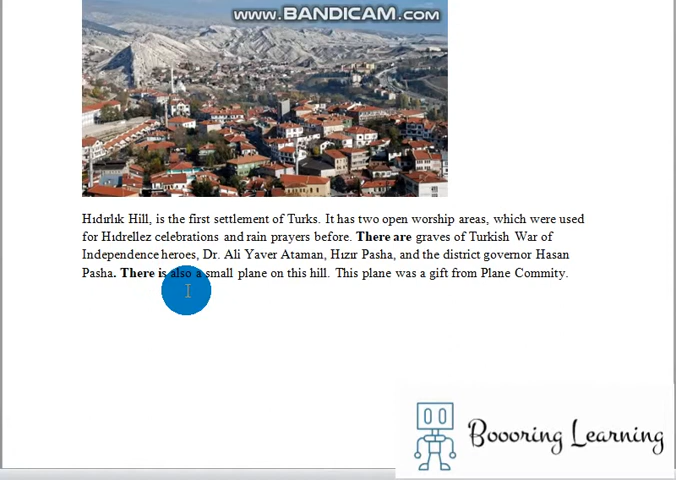 www.BANDICAM.com
Hıdırlık Hill, is the first settlement of Turks. It has two open worship areas, which were used
for Hıdrellez celebrations and rain prayers before. There are graves of Turkish War of
Independence heroes, Dr. Ali Yaver Ataman, Hızır Pasha, and the district governor Hasan
Pasha. There is also a small plane on this hill. This plane was a gift from Plane Commity.
Boooring Learning